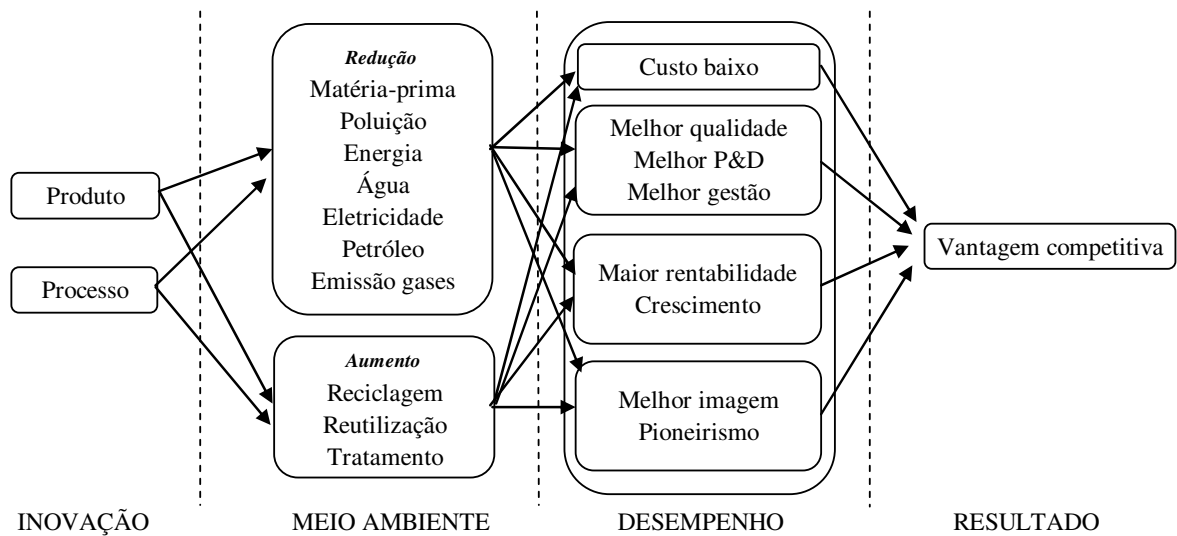 Produto
Processo
Redução
Matéria-prima
Poluição
Energia
Água
Eletricidade
Petróleo
Emissão gases
Aumento
Reciclagem
Reutilização
Tratamento
Custo baixo
Melhor qualidade
Melhor P&D
Melhor gestão
Maior rentabilidade
Crescimento
Melhor imagem
Pioneirismo
Vantagem competitiva
INOVAÇÃO
MEIO AMBIENTE
DESEMPENHO
RESULTADO